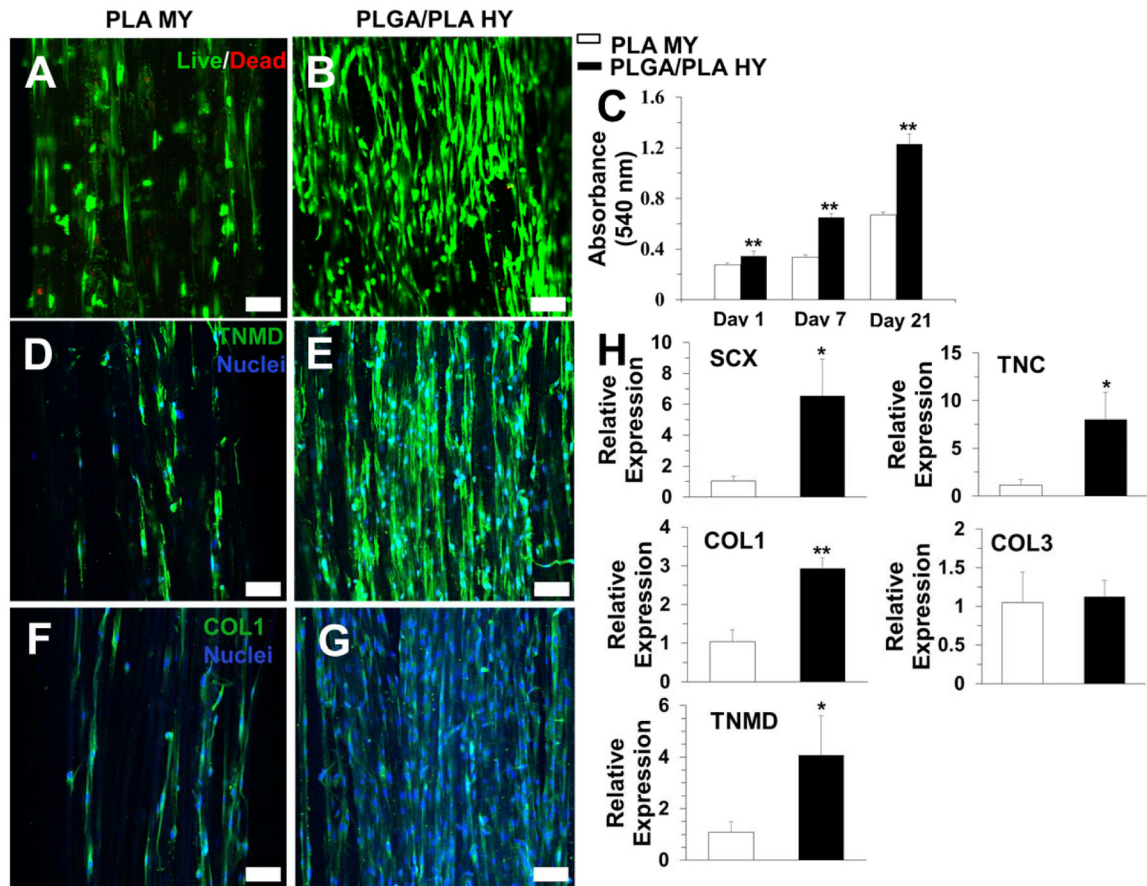 PLA MY
PLGA/PLA HY
A
Live/Dead
B
PLA MY
PLGA/PLA HY
C
Absorbance
(540 nm)
1.6
1.2
0.8
0.4
0
**
**
**
Day 1
Day 7
Day 21
D
TNMD
Nuclei
E
F
COL1
Nuclei
G
H
SCX
Relative
Expression
10
8
6
4
2
0
*
TNC
Relative
Expression
15
10
5
0
*
COL1
Relative
Expression
4
3
2
1
0
**
COL3
Relative
Expression
2
1.5
1
0.5
0
TNMD
Relative
Expression
6
4
2
0
*